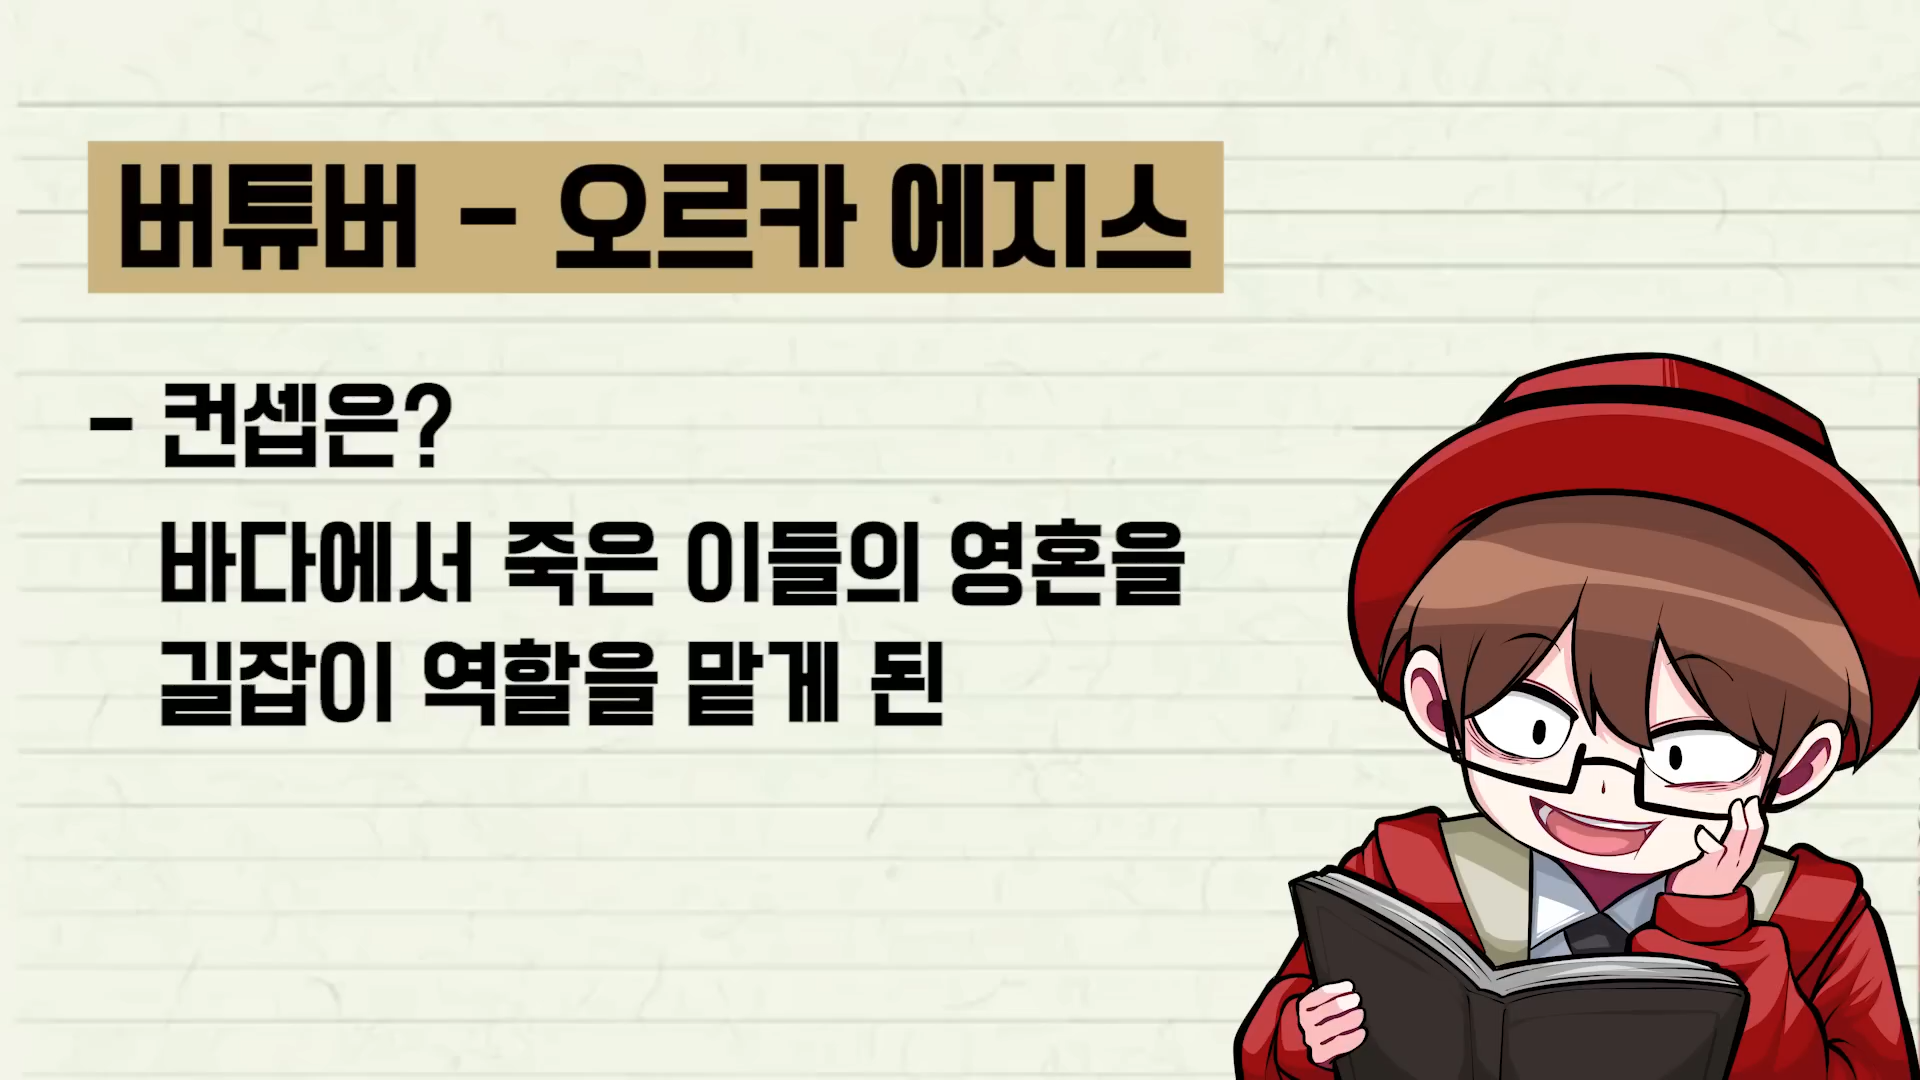 버튜버 - 오르카 에지스
- 컨셉은?
바다에서 죽은 이들의 영혼을
길잡이 역할을 맡게 된